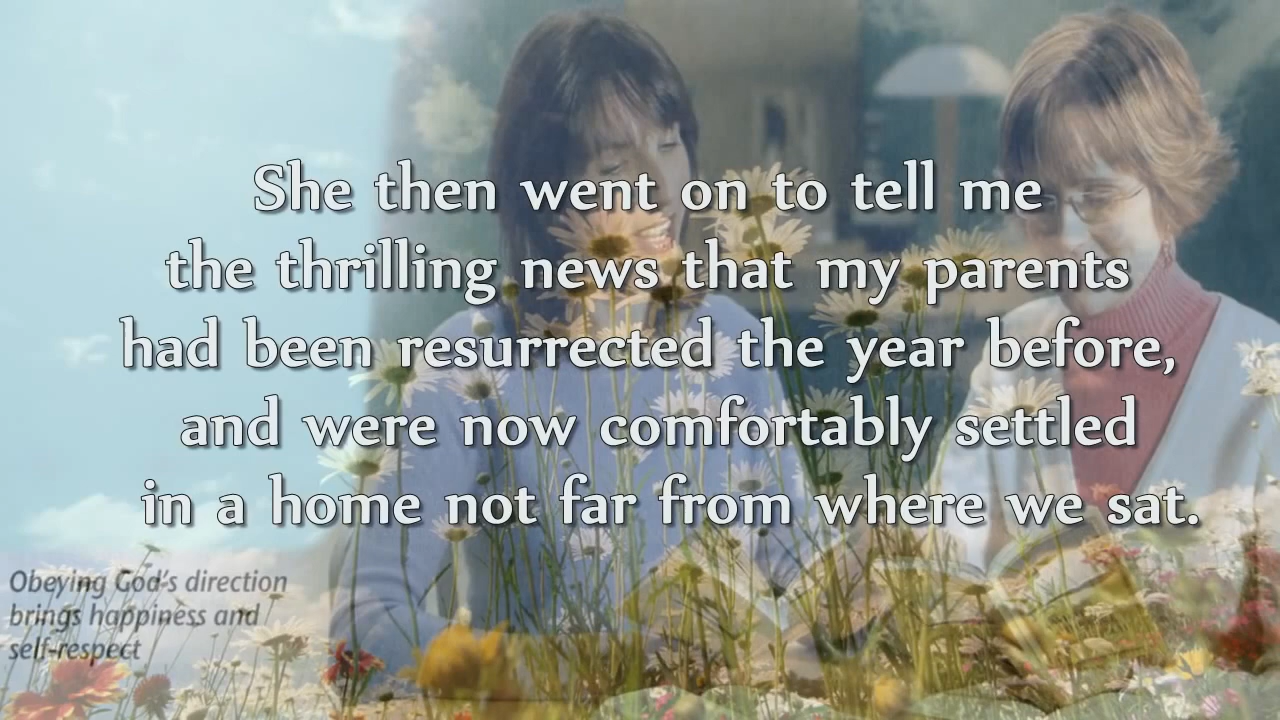 She then went on to tell me
the thrilling news that my parents
had been resurrected the year before,
and were now comfortably settled
in a home not far from where we sat.
Obeying God's direction
brings happiness and
self-respect